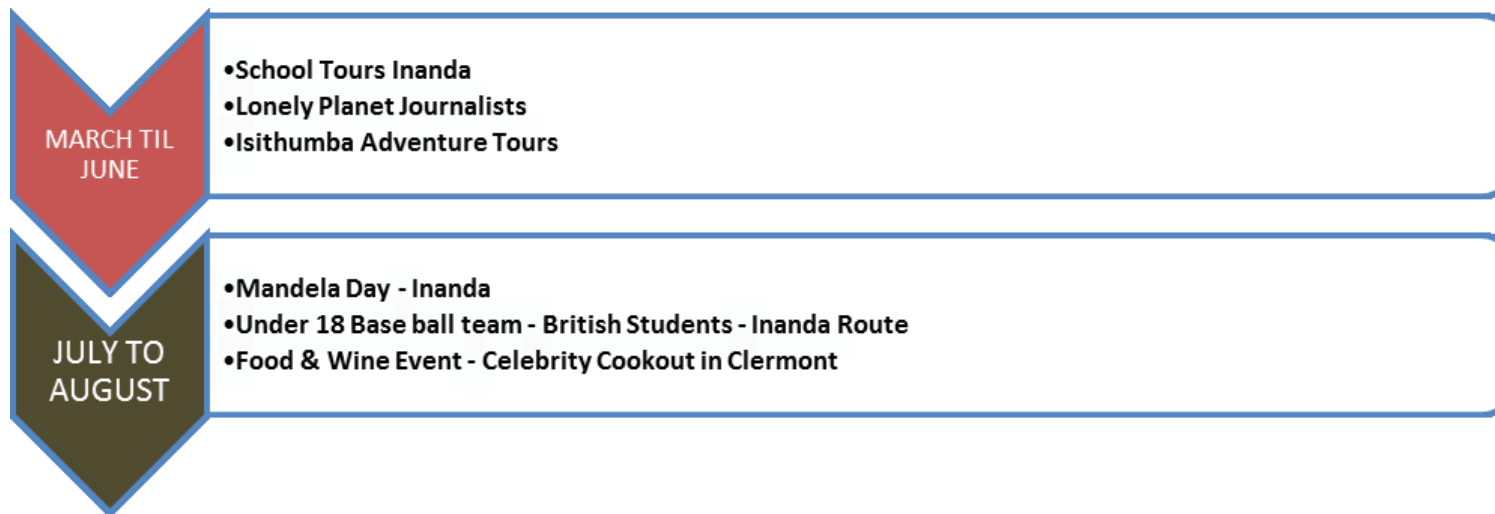 MARCH TIL
JUNE
•School Tours Inanda
•Lonely Planet Journalists
•Isithumba Adventure Tours
JULY TO
AUGUST
•Mandela Day - Inanda
•Under 18 Base ball team - British Students - Inanda Route
•Food & Wine Event - Celebrity Cookout in Clermont